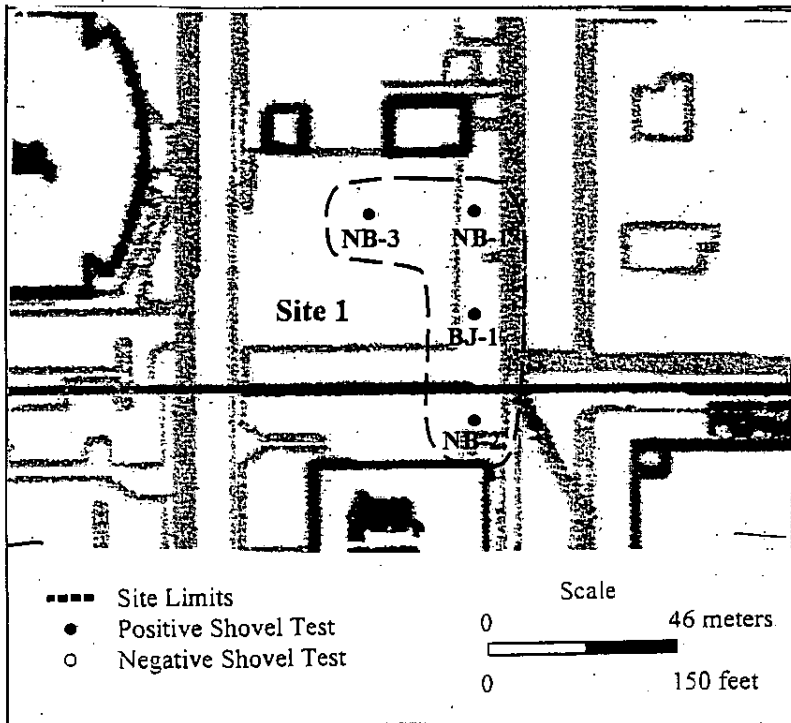 NB-3
NB-1
Site 1
BJ-1
NB-2
Site Limits
Positive Shovel Test
Negative Shovel Test
Scale
0 46 meters
0 150 feet